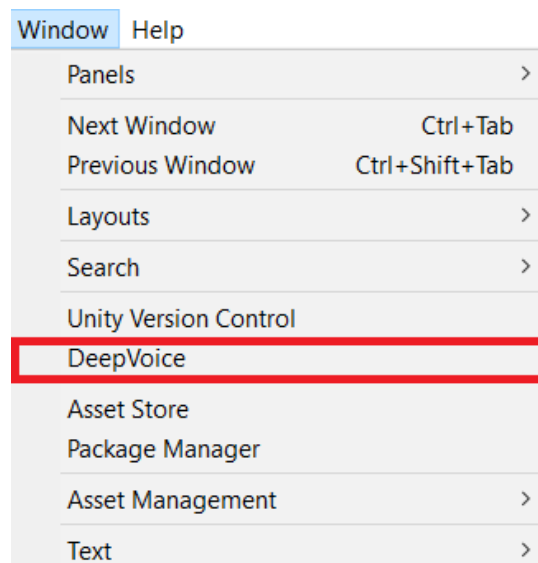 Window Help
Panels >
Next Window Ctrl+Tab
Previous Window Ctrl+Shift+Tab
Layouts >
Search >
Unity Version Control
DeepVoice
Asset Store
Package Manager
Asset Management >
Text >